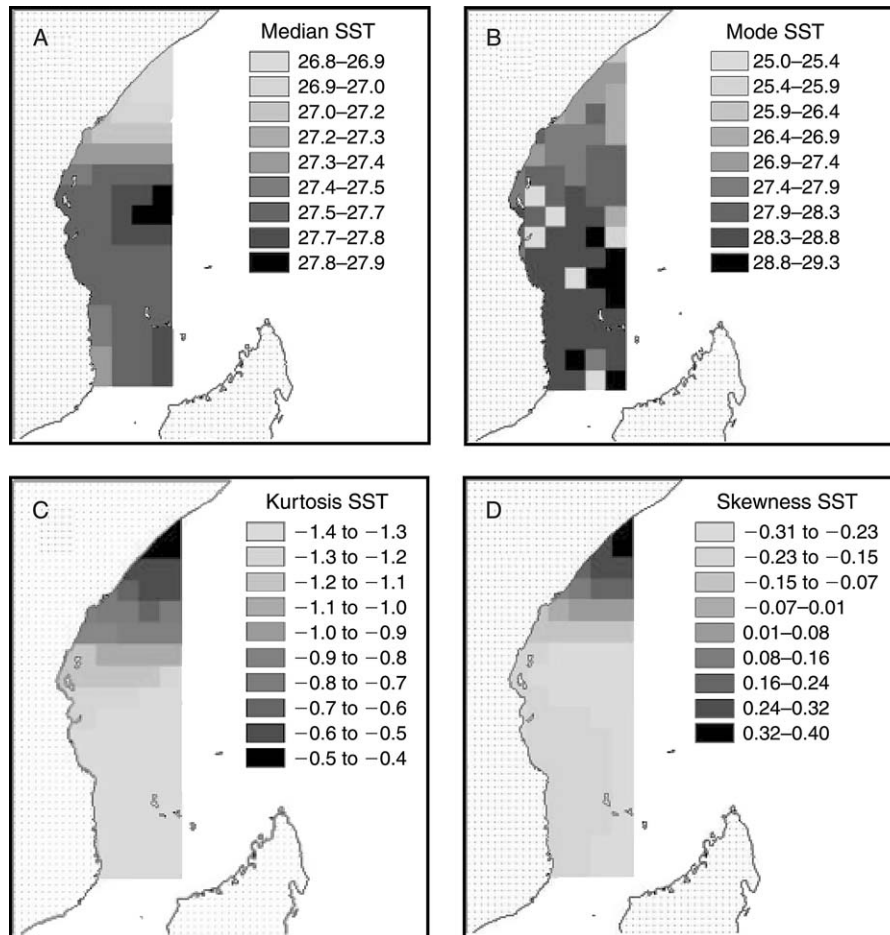 A
Median SST
26.8–26.9
26.9–27.0
27.0–27.2
27.2–27.3
27.3–27.4
27.4–27.5
27.5–27.7
27.7–27.8
27.8–27.9
B
Mode SST
25.0–25.4
25.4–25.9
25.9–26.4
26.4–26.9
26.9–27.4
27.4–27.9
27.9–28.3
28.3–28.8
28.8–29.3
C
Kurtosis SST
−1.4 to −1.3
−1.3 to −1.2
−1.2 to −1.1
−1.1 to −1.0
−1.0 to −0.9
−0.9 to −0.8
−0.8 to −0.7
−0.7 to −0.6
−0.6 to −0.5
−0.5 to −0.4
D
Skewness SST
−0.31 to −0.23
−0.23 to −0.15
−0.15 to −0.07
−0.07–0.01
0.01–0.08
0.08–0.16
0.16–0.24
0.24–0.32
0.32–0.40